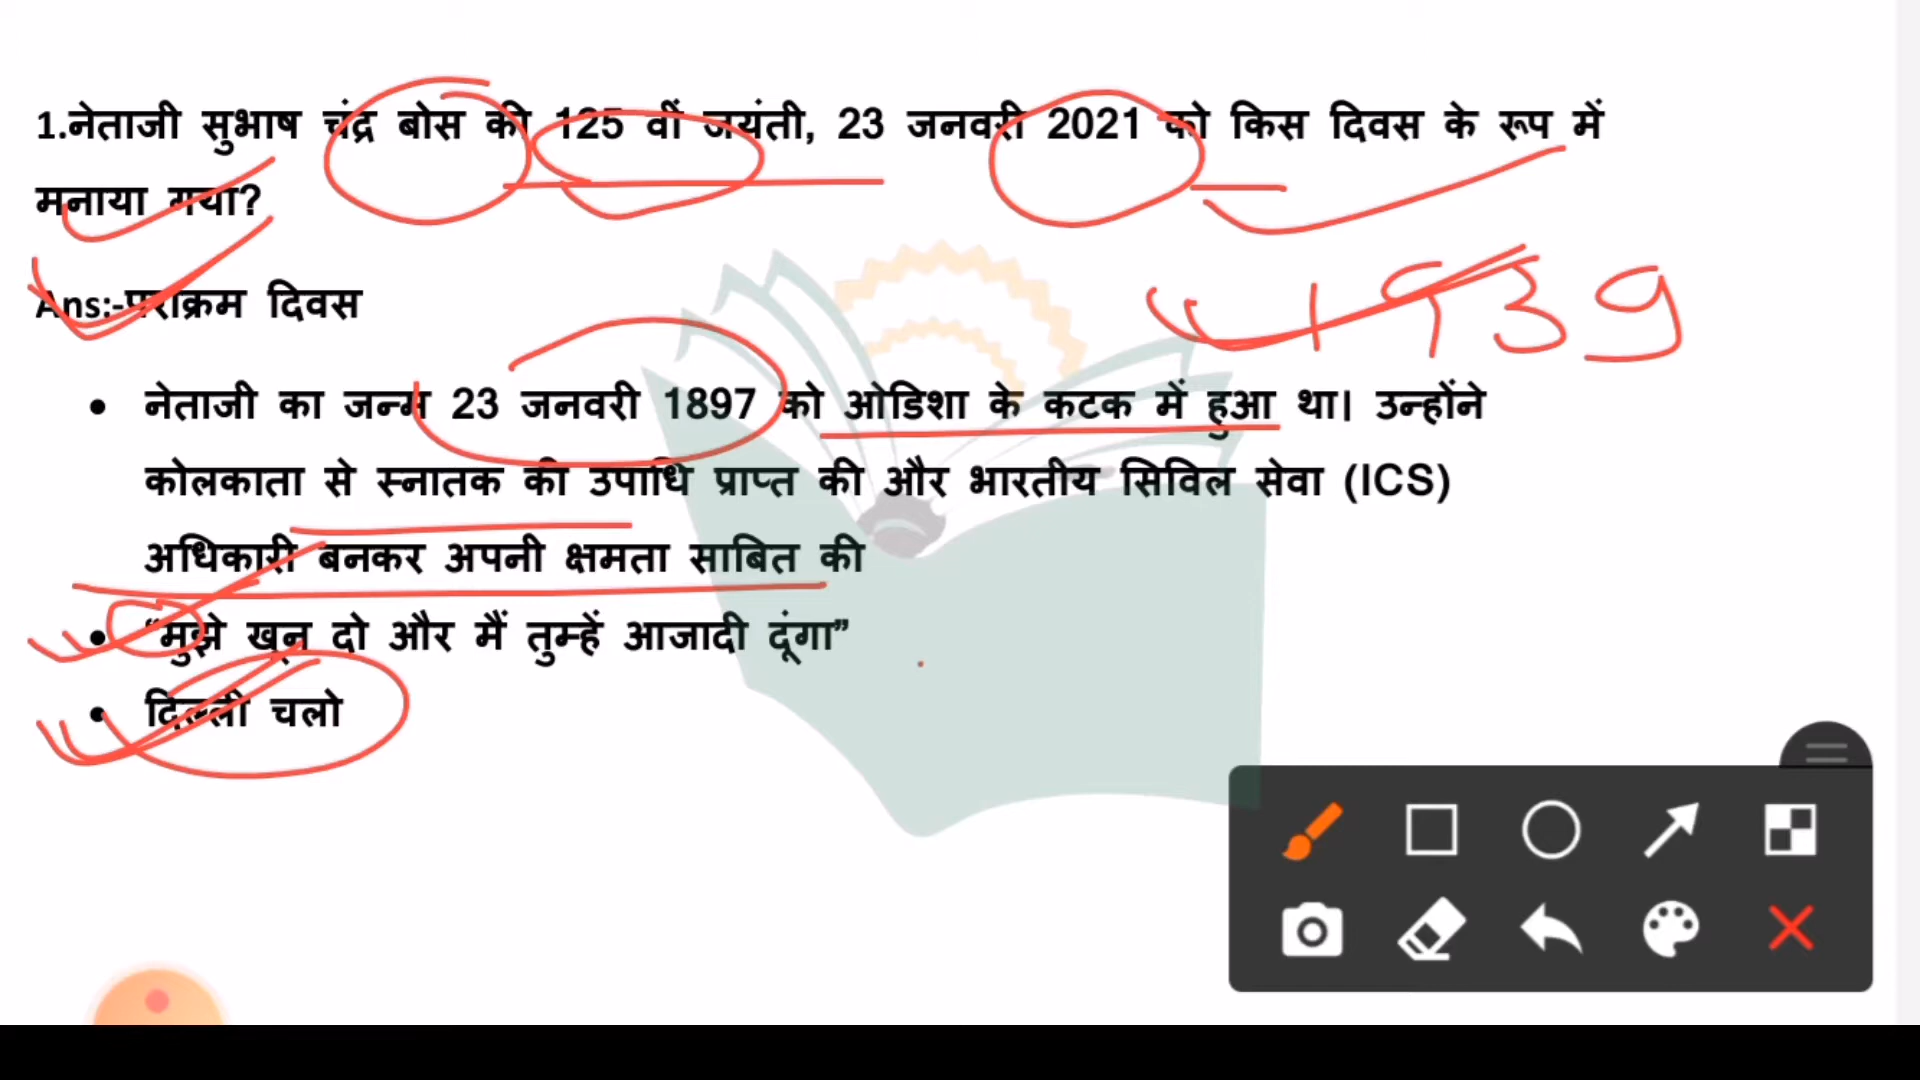 1.नेताजी सुभाष चंद्र बोस की 125 वीं जयंती, 23 जनवरी 2021 को किस दिवस के रूप में
मनाया गया?
Ans:-पराक्रम दिवस
1939
• नेताजी का जन्म 23 जनवरी 1897 को ओडिशा के कटक में हुआ था। उन्होंने
कोलकाता से स्नातक की उपाधि प्राप्त की और भारतीय सिविल सेवा (ICS)
अधिकारी बनकर अपनी क्षमता साबित की
• “मुझे खून दो और मैं तुम्हें आजादी दूंगा”
• दिल्ली चलो